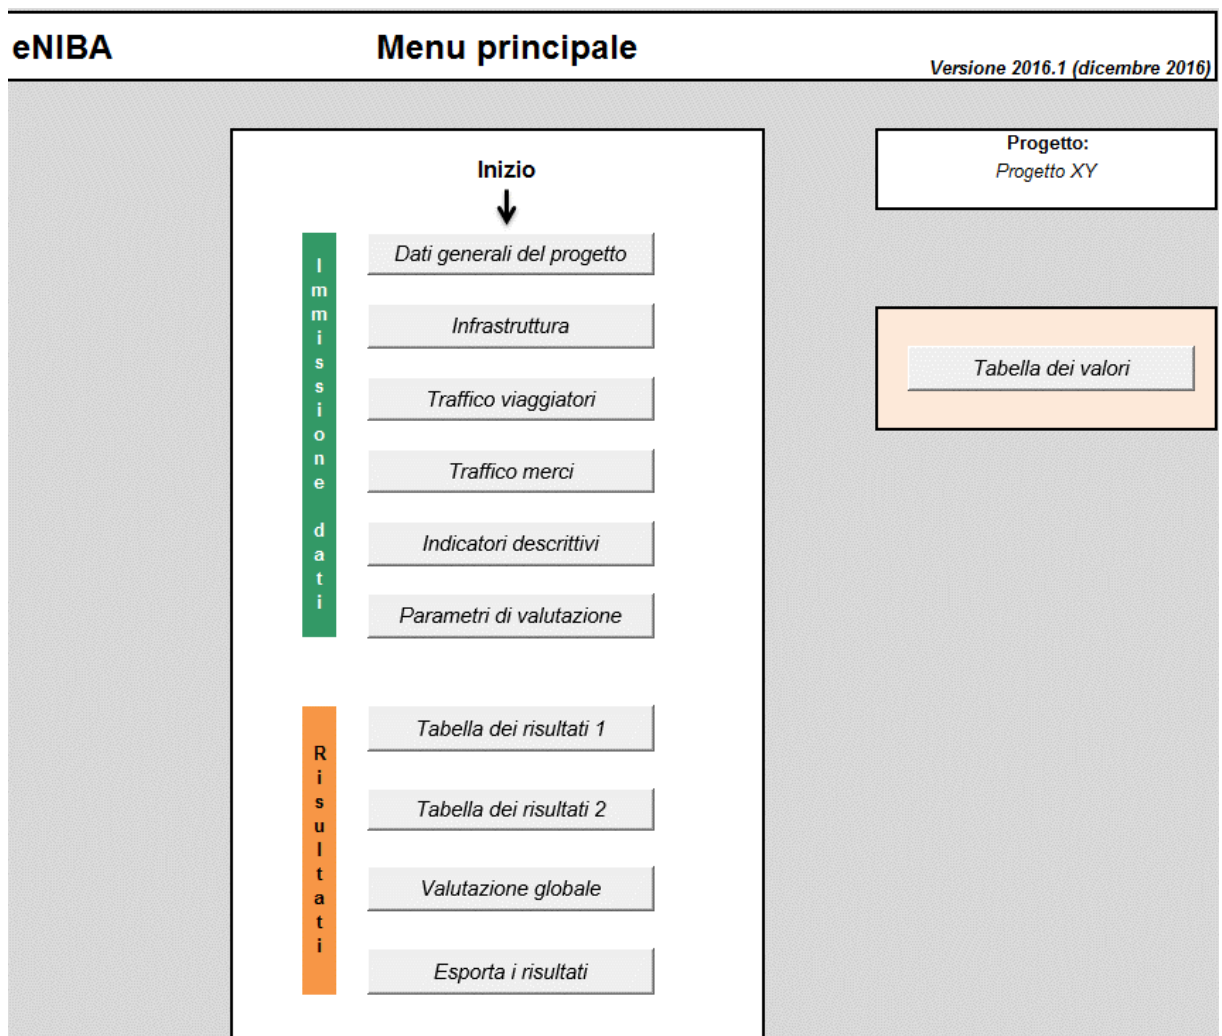 eNIBA
Menu principale
Versione 2016.1 (dicembre 2016)
Progetto:
Progetto XY
Inizio
Immissione dati
Dati generali del progetto
Infrastruttura
Traffico viaggiatori
Traffico merci
Indicatori descrittivi
Parametri di valutazione
Tabella dei valori
Risultati
Tabella dei risultati 1
Tabella dei risultati 2
Valutazione globale
Esporta i risultati